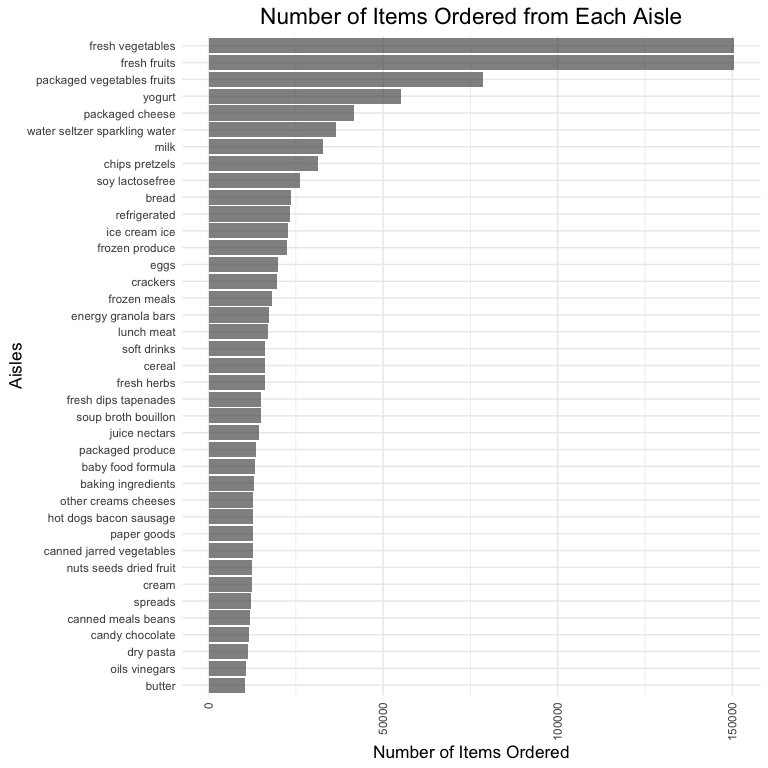 Number of Items Ordered from Each Aisle
fresh vegetables
fresh fruits
packaged vegetables fruits
yogurt
packaged cheese
water seltzer sparkling water
milk
chips pretzels
soy lactosefree
bread
refrigerated
ice cream ice
frozen produce
eggs
crackers
frozen meals
energy granola bars
lunch meat
soft drinks
cereal
fresh herbs
fresh dips tapenades
soup broth bouillon
juice nectars
packaged produce
baby food formula
baking ingredients
other creams cheeses
hot dogs bacon sausage
paper goods
canned jarred vegetables
nuts seeds dried fruit
cream
spreads
canned meals beans
candy chocolate
dry pasta
oils vinegars
butter
Aisles
0
50000
100000
150000
Number of Items Ordered